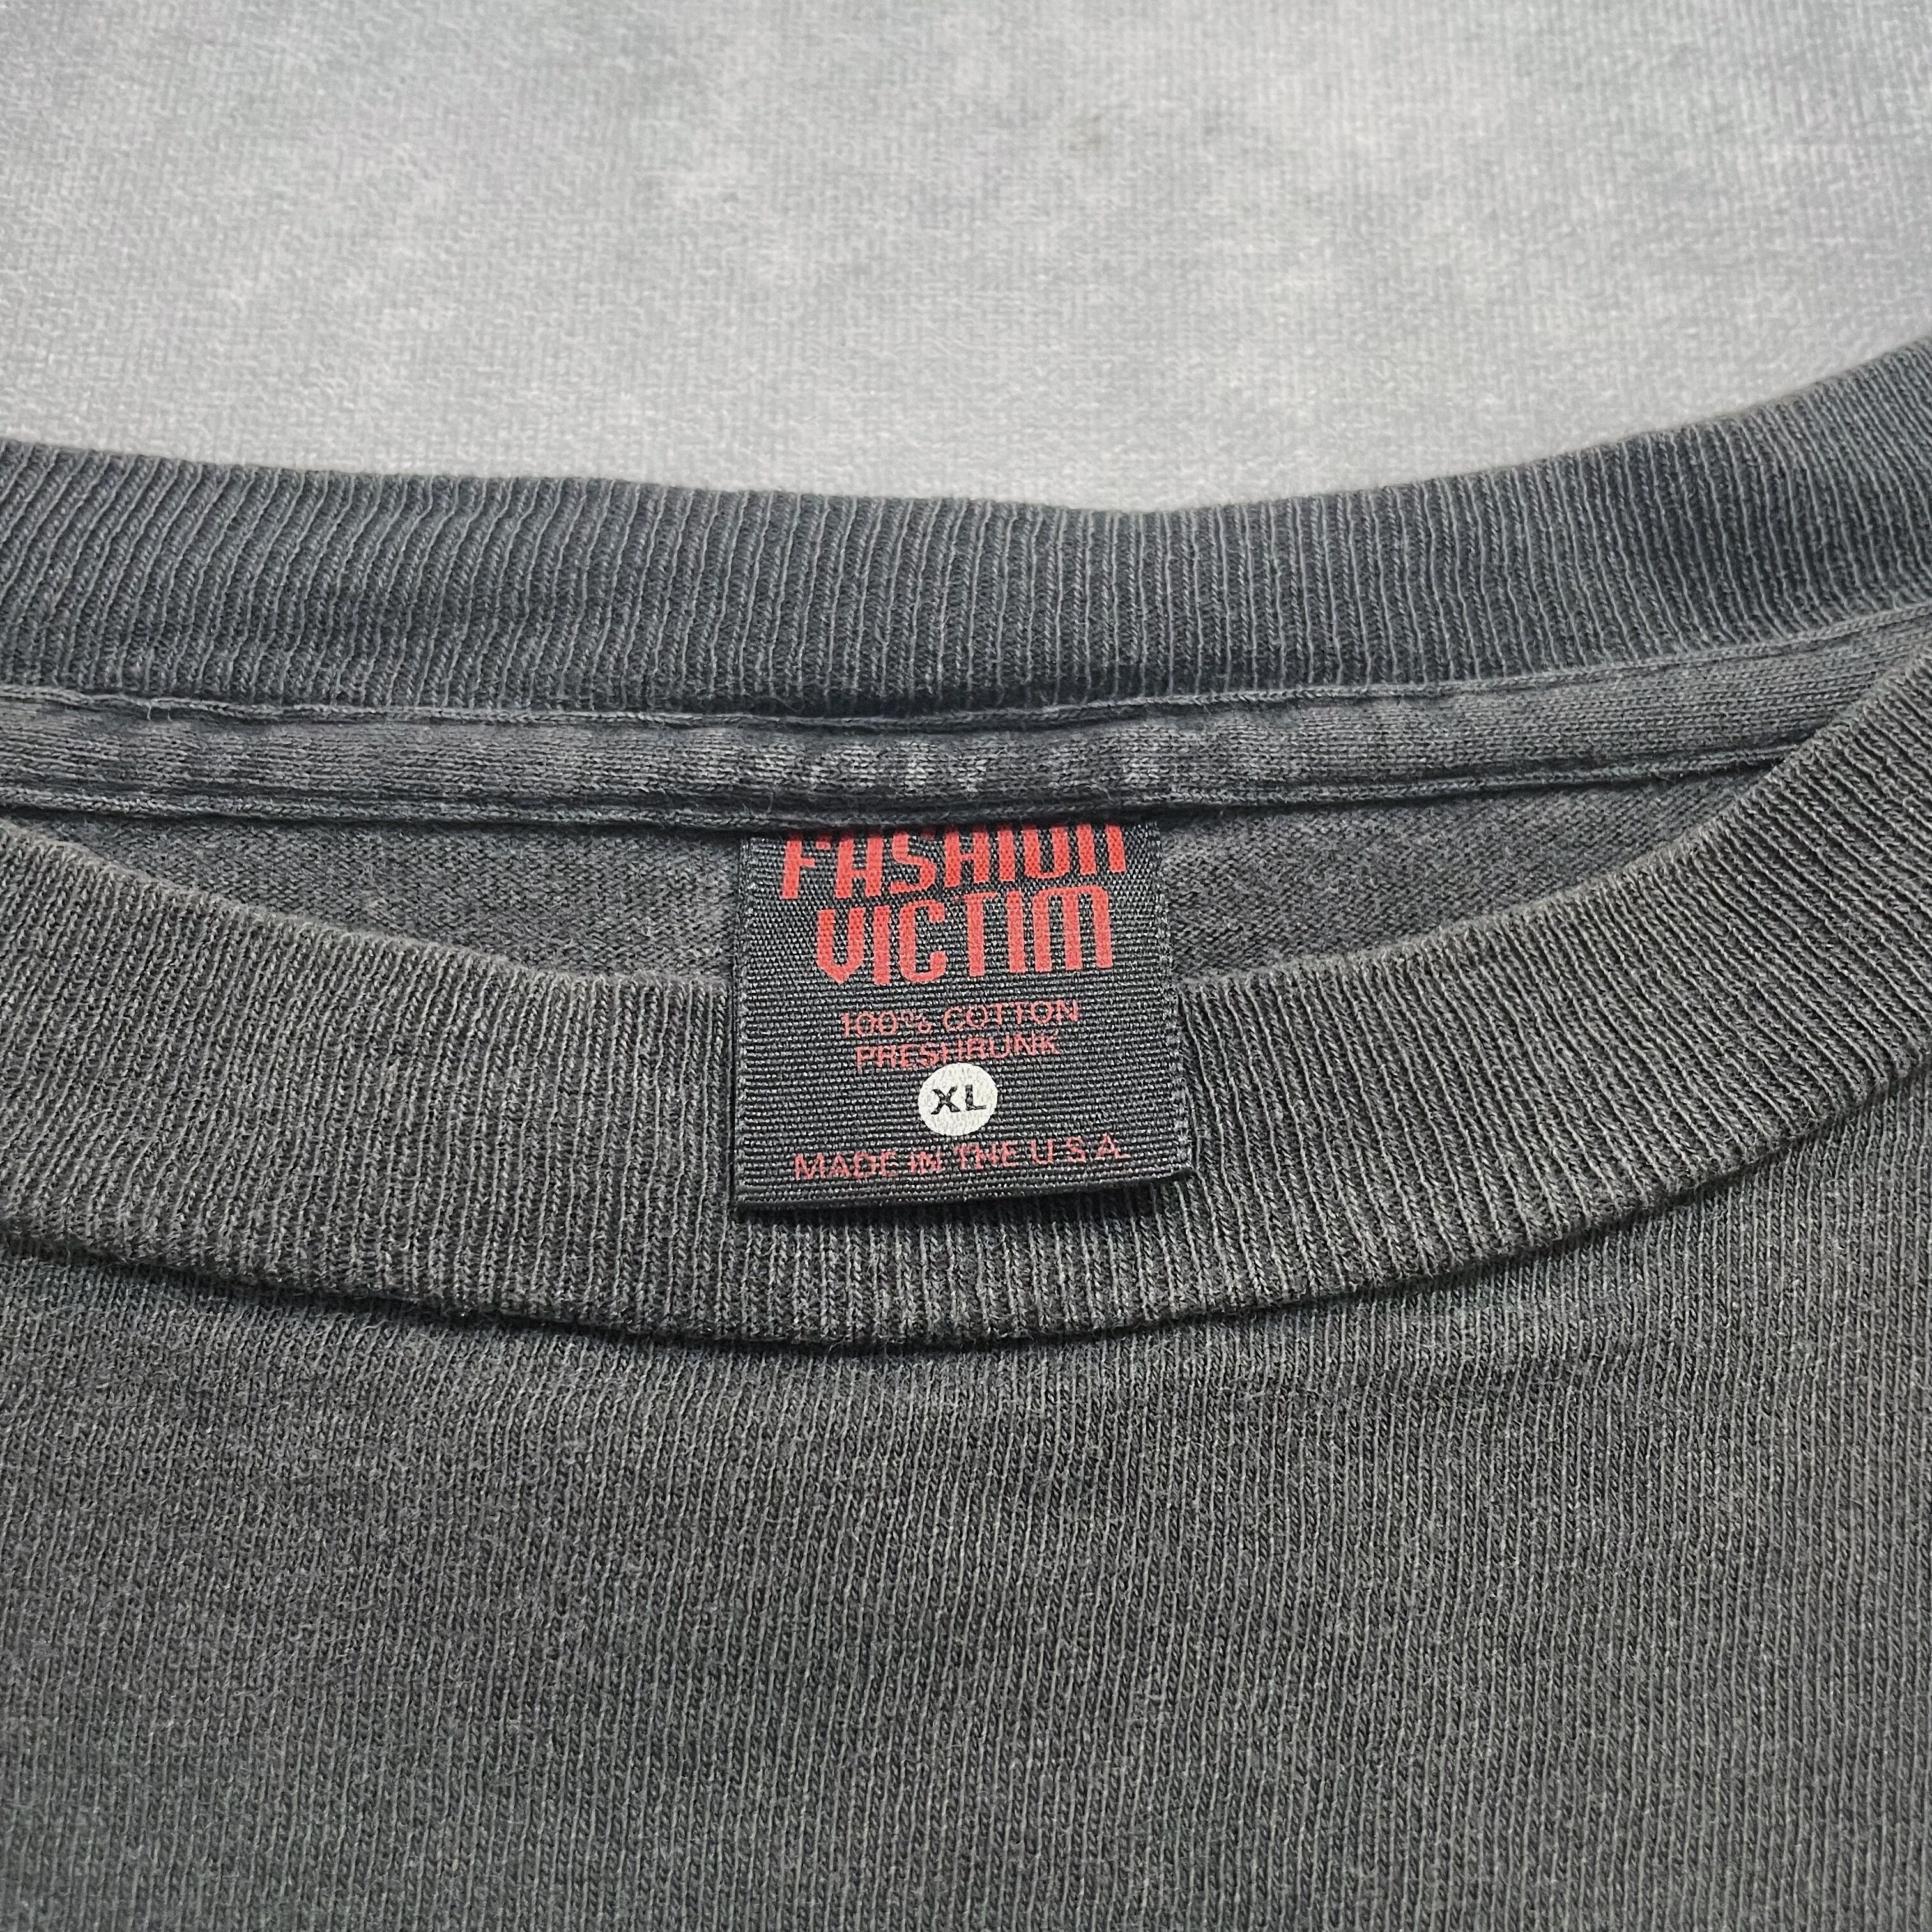 FASHION
VICTIM
100% COTTON
PRESHRUNK
XL
MADE IN THE U.S.A.